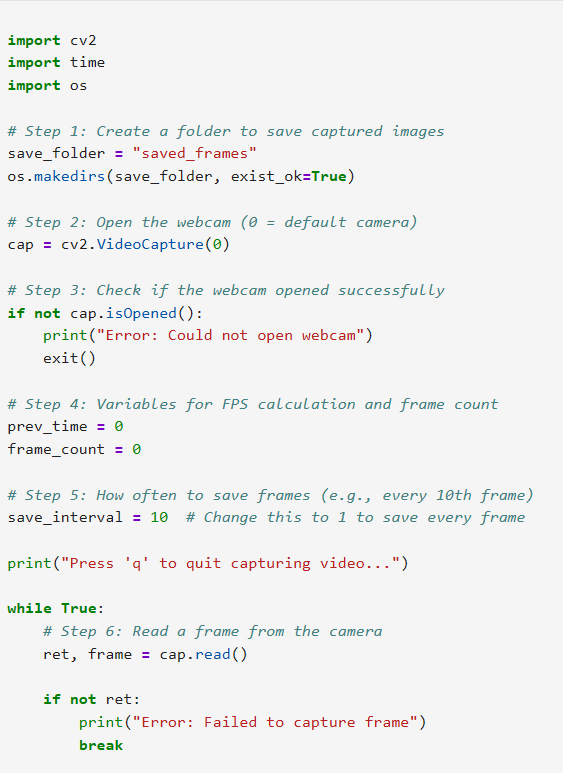 import cv2
import time
import os
# Step 1: Create a folder to save captured images
save_folder = "saved_frames"
os.makedirs(save_folder, exist_ok=True)
# Step 2: Open the webcam (0 = default camera)
cap = cv2.VideoCapture(0)
# Step 3: Check if the webcam opened successfully
if not cap.isOpened():
    print("Error: Could not open webcam")
    exit()
# Step 4: Variables for FPS calculation and frame count
prev_time = 0
frame_count = 0
# Step 5: How often to save frames (e.g., every 10th frame)
save_interval = 10  # Change this to 1 to save every frame
print("Press 'q' to quit capturing video...")
while True:
    # Step 6: Read a frame from the camera
    ret, frame = cap.read()
    if not ret:
        print("Error: Failed to capture frame")
        break